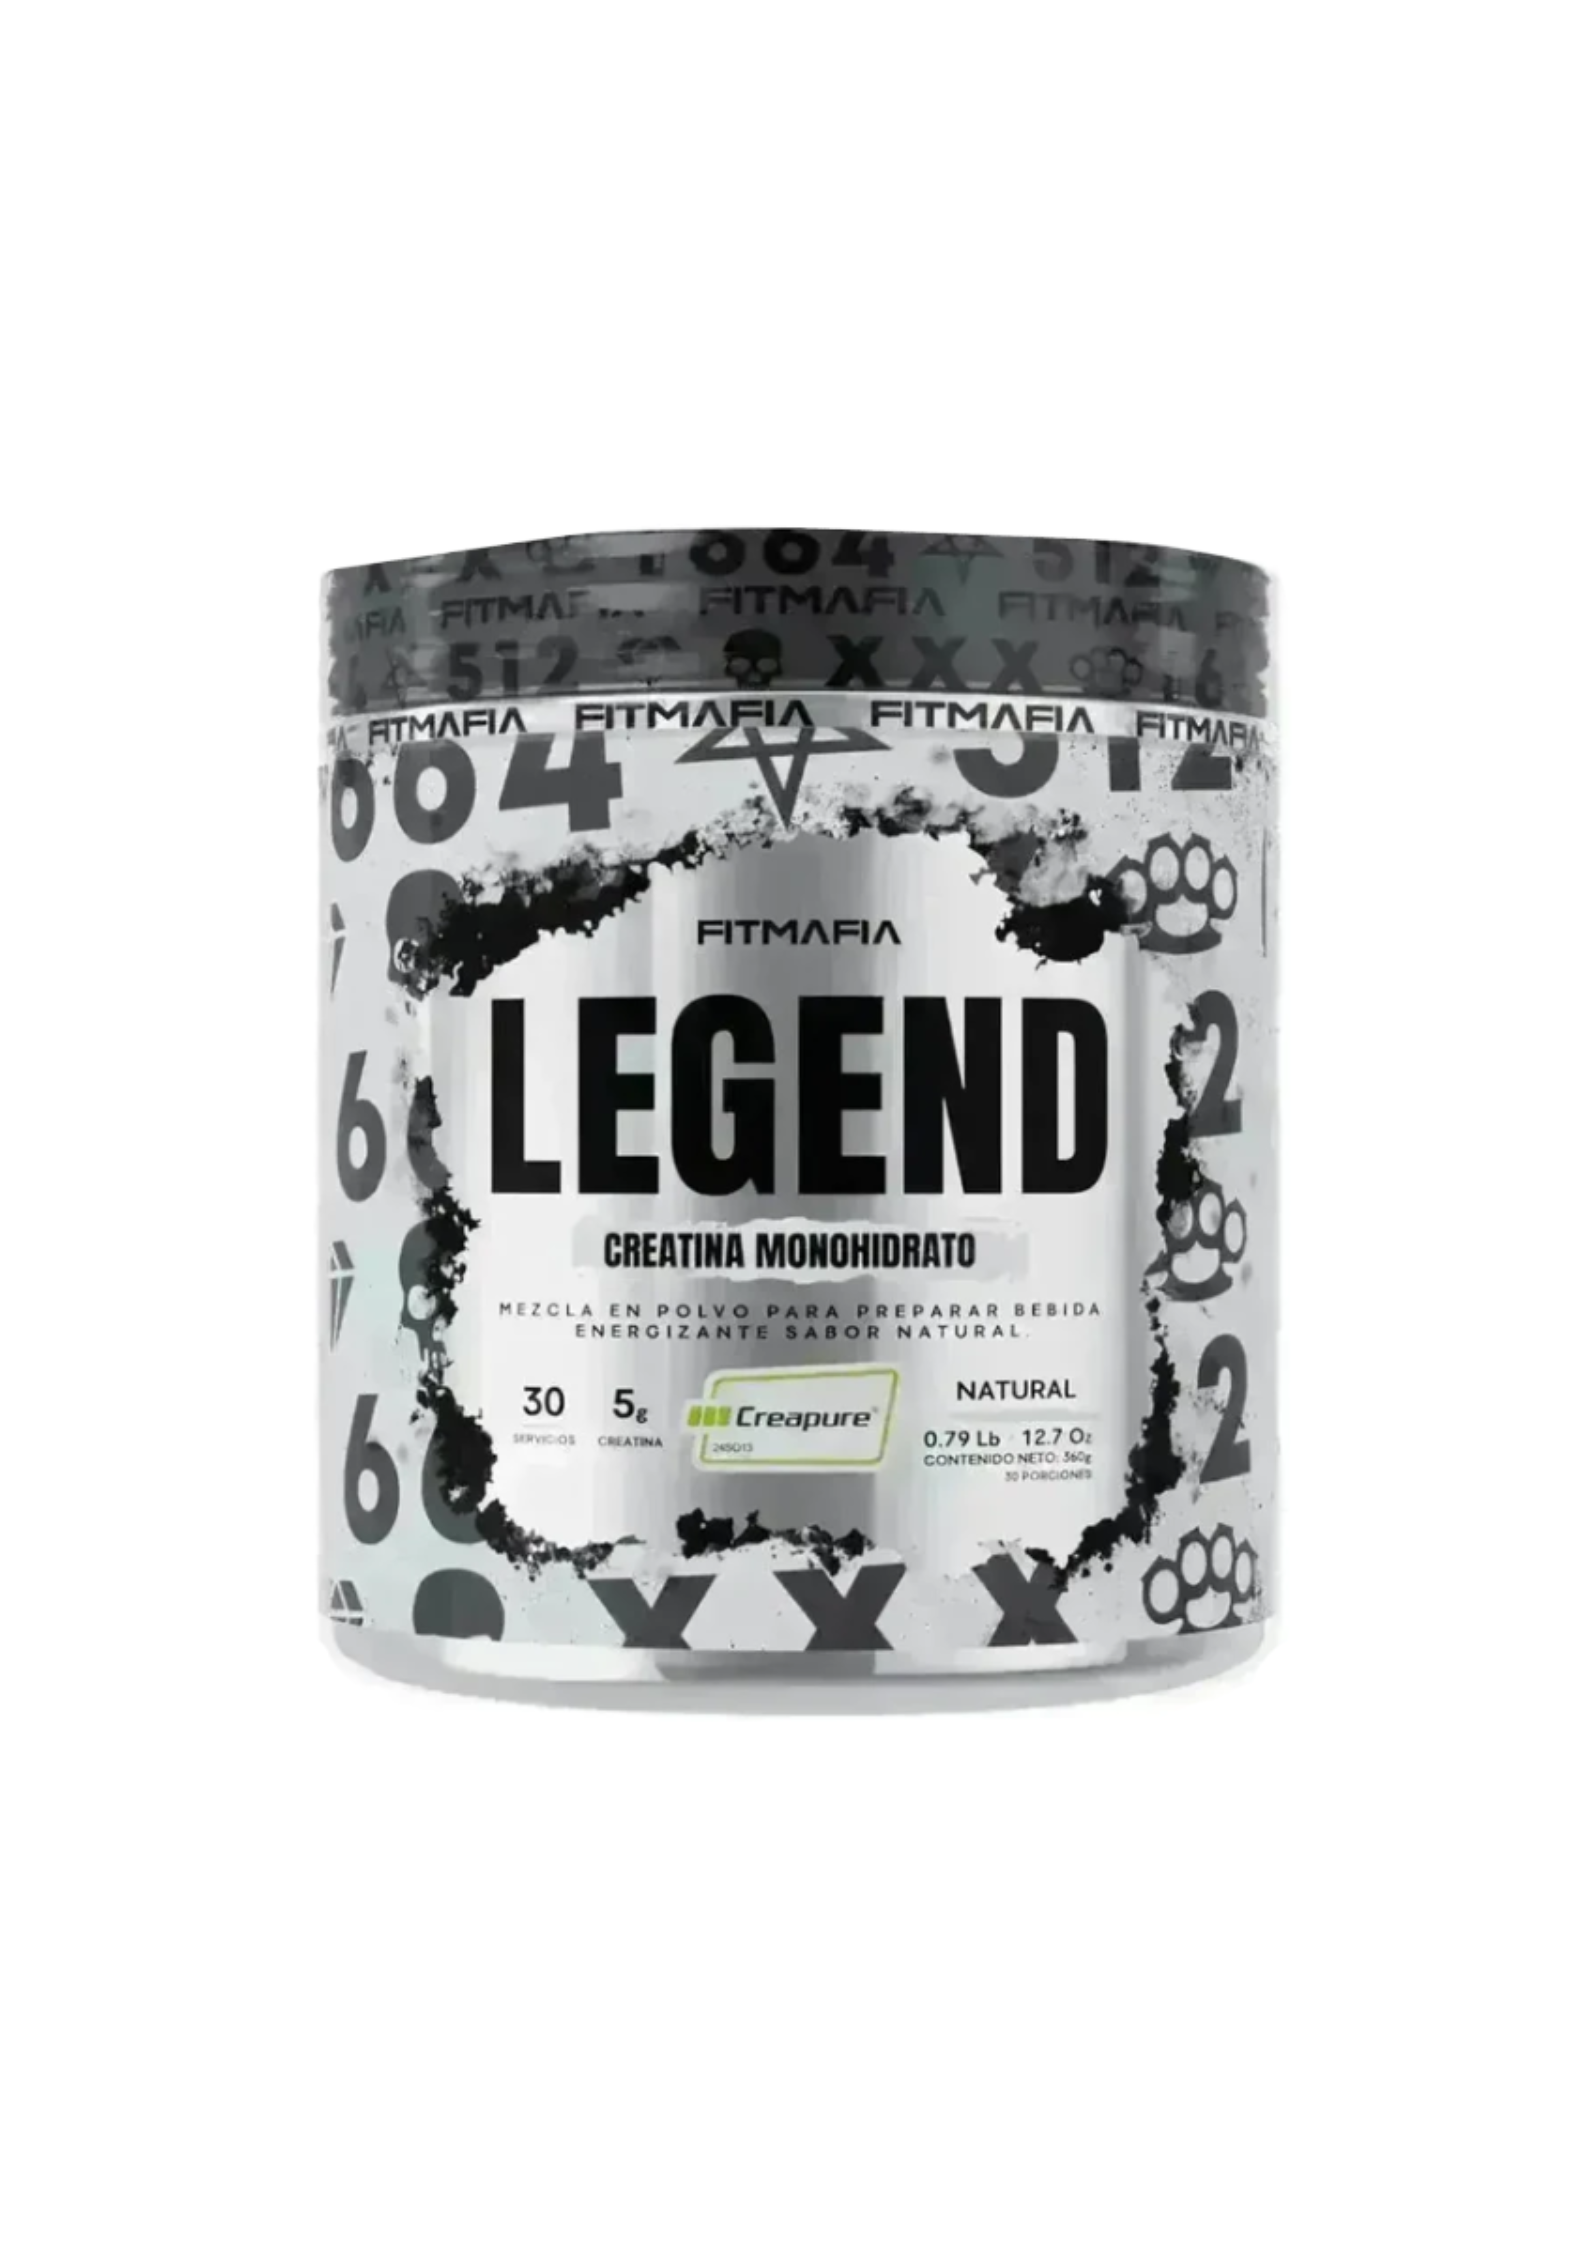 664 512
FITMAFIA FITMAFIA
512 XXX 6
FITMAFIA FITMAFIA FITMAFIA FITMAFIA
664 512
FITMAFIA
LEGEND
CREATINA MONOHIDRATO
MEZCLA EN POLVO PARA PREPARAR BEBIDA
ENERGIZANTE SABOR NATURAL.
30
SERVICIOS
5g
CREATINA
Creapure®
NATURAL
0.79 Lb 12.7 Oz
CONTENIDO NETO: 360g
30 PORCIONES
6
2
66
2
XXX